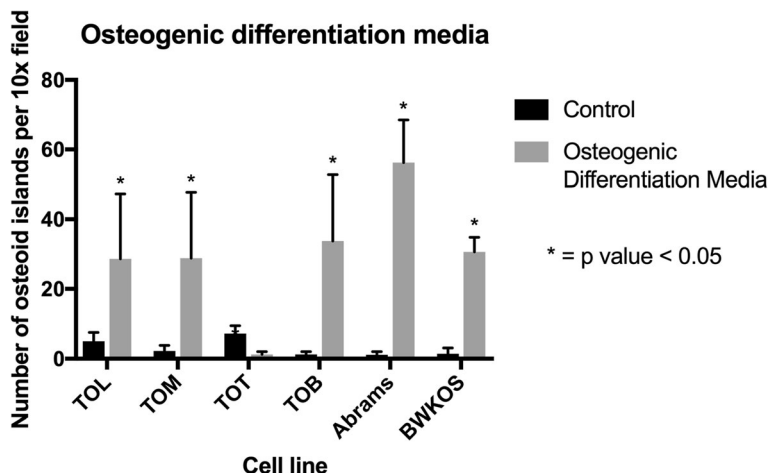 Osteogenic differentiation media
Number of osteoid islands per 10x field
80
60
40
20
0
*
*
*
*
*
TOL
TOM
TOT
TOB
Abrams
BWKOS
Cell line
Control
Osteogenic
Differentiation Media
* = p value < 0.05